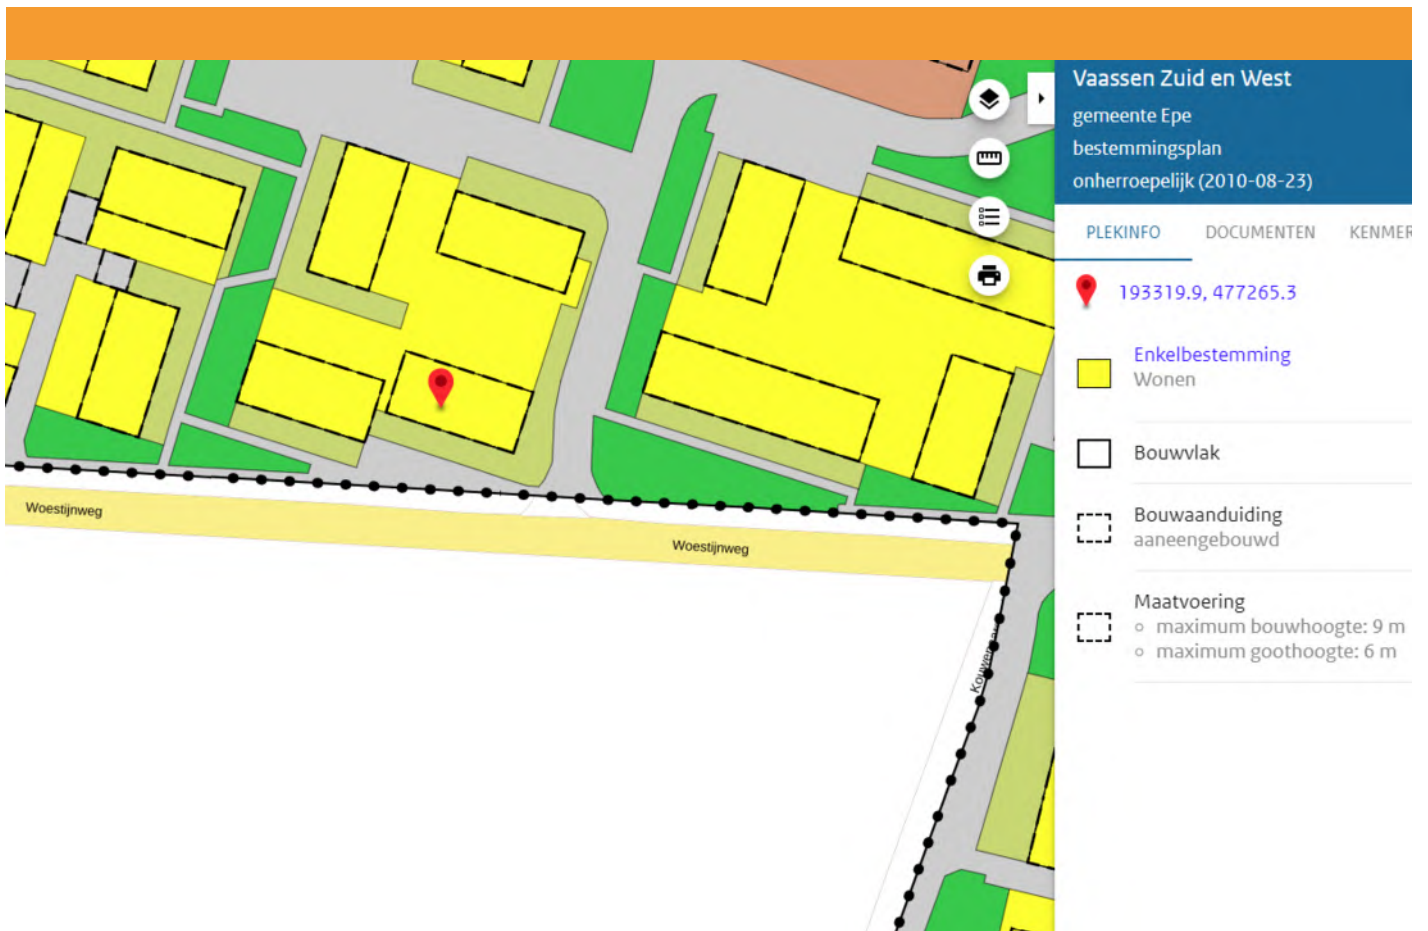 Vaassen Zuid en West
gemeente Epe
bestemmingsplan
onherroepelijk (2010-08-23)
PLEKINFO DOCUMENTEN KENMER
193319.9, 477265.3
Enkelbestemming
Wonen
Bouwvlak
Bouwaanduiding
aaneengebouwd
Maatvoering
maximum bouwhoogte: 9 m
maximum goothoogte: 6 m
Woestijnweg
Woestijnweg